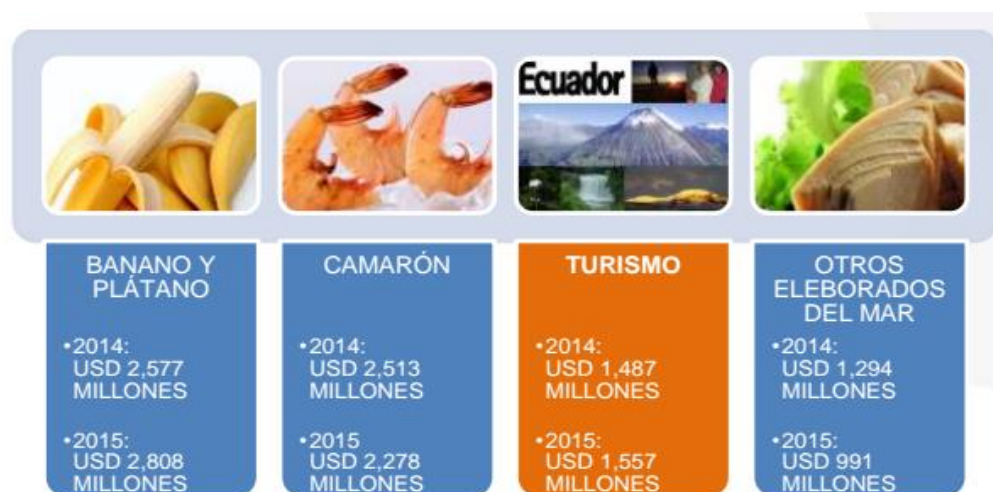 Ecuador
BANANO Y
PLÁTANO
•2014:
USD 2,577
MILLONES
•2015:
USD 2,808
MILLONES
CAMARÓN
•2014:
USD 2,513
MILLONES
•2015
USD 2,278
MILLONES
TURISMO
•2014:
USD 1,487
MILLONES
•2015:
USD 1,557
MILLONES
OTROS
ELEBORADOS
DEL MAR
•2014:
USD 1,294
MILLONES
•2015:
USD 991
MILLONES